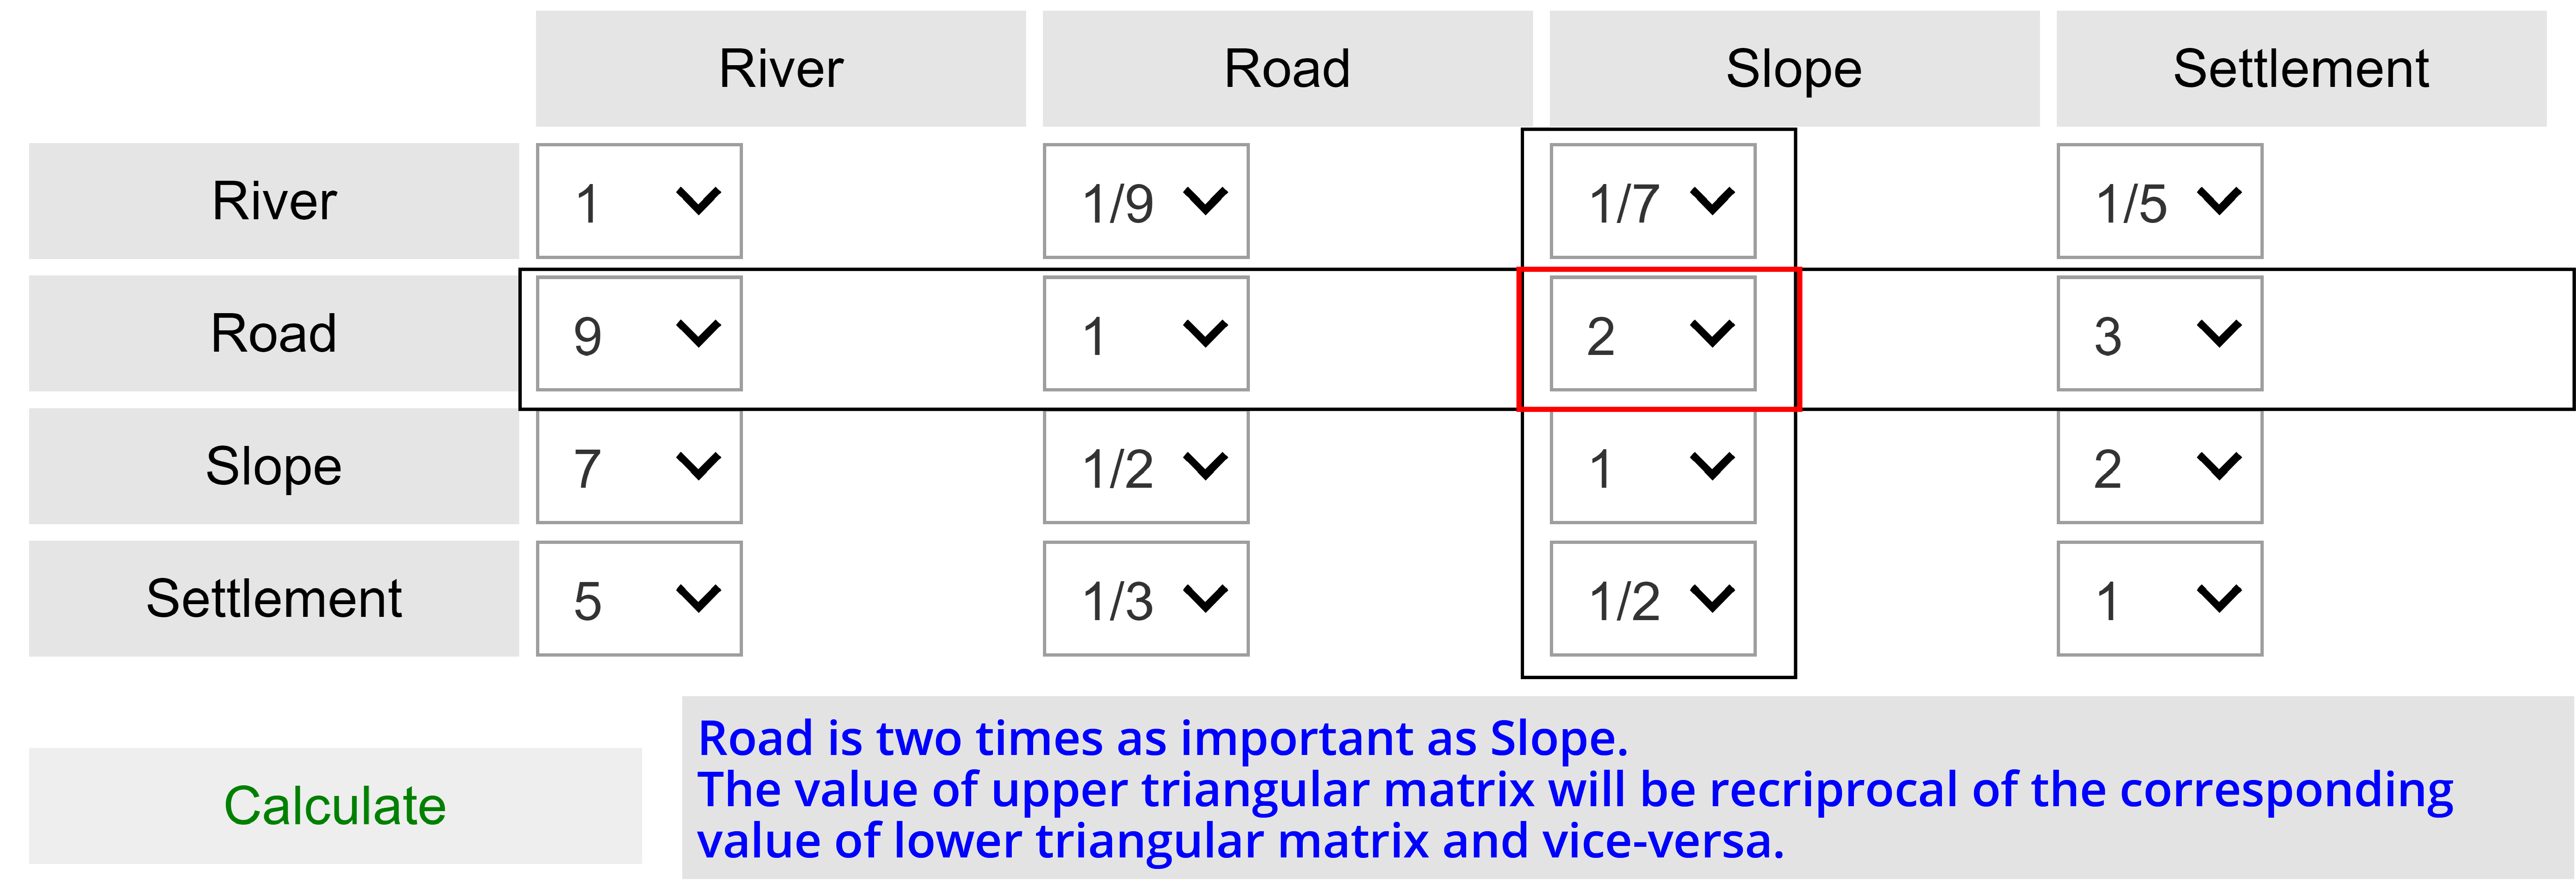 River Road Slope Settlement
River 1 1/9 1/7 1/5
Road 9 1 2 3
Slope 7 1/2 1 2
Settlement 5 1/3 1/2 1
Calculate
Road is two times as important as Slope.
The value of upper triangular matrix will be recriprocal of the corresponding
value of lower triangular matrix and vice-versa.